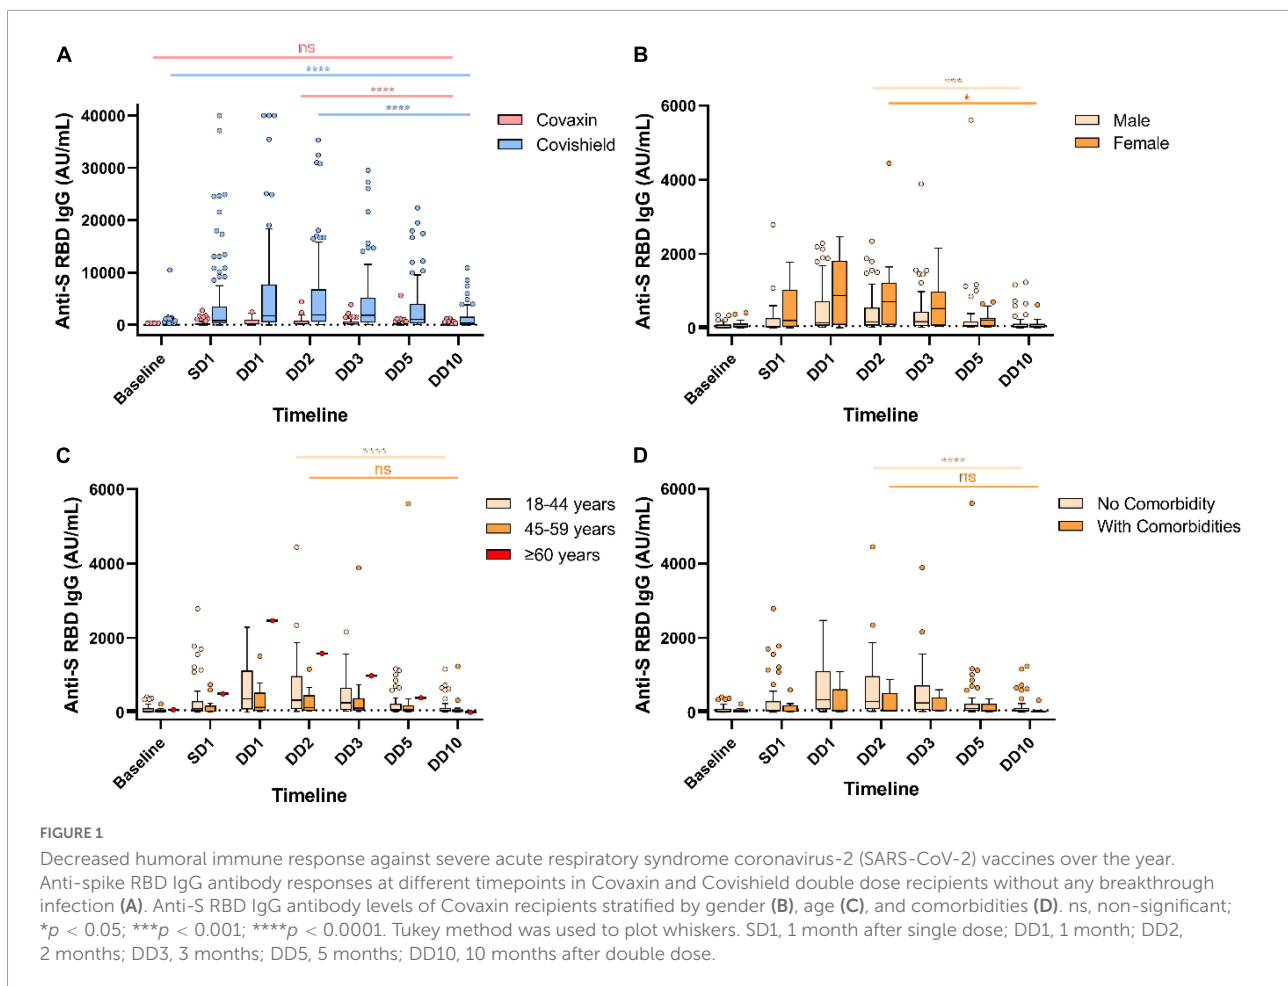 A
ns
****
****
****
Anti-S RBD IgG (AU/mL)
40000
30000
20000
10000
0
Baseline
SD1
DD1
DD2
DD3
DD5
DD10
Timeline
Covaxin
Covishield
B
***
*
Anti-S RBD IgG (AU/mL)
6000
4000
2000
0
Baseline
SD1
DD1
DD2
DD3
DD5
DD10
Timeline
Male
Female
C
****
ns
Anti-S RBD IgG (AU/mL)
6000
4000
2000
0
Baseline
SD1
DD1
DD2
DD3
DD5
DD10
Timeline
18-44 years
45-59 years
≥60 years
D
****
ns
Anti-S RBD IgG (AU/mL)
6000
4000
2000
0
Baseline
SD1
DD1
DD2
DD3
DD5
DD10
Timeline
No Comorbidity
With Comorbidities
FIGURE 1
Decreased humoral immune response against severe acute respiratory syndrome coronavirus-2 (SARS-CoV-2) vaccines over the year.
Anti-spike RBD IgG antibody responses at different timepoints in Covaxin and Covishield double dose recipients without any breakthrough
infection (A). Anti-S RBD IgG antibody levels of Covaxin recipients stratified by gender (B), age (C), and comorbidities (D). ns, non-significant;
*p < 0.05; ***p < 0.001; ****p < 0.0001. Tukey method was used to plot whiskers. SD1, 1 month after single dose; DD1, 1 month; DD2,
2 months; DD3, 3 months; DD5, 5 months; DD10, 10 months after double dose.